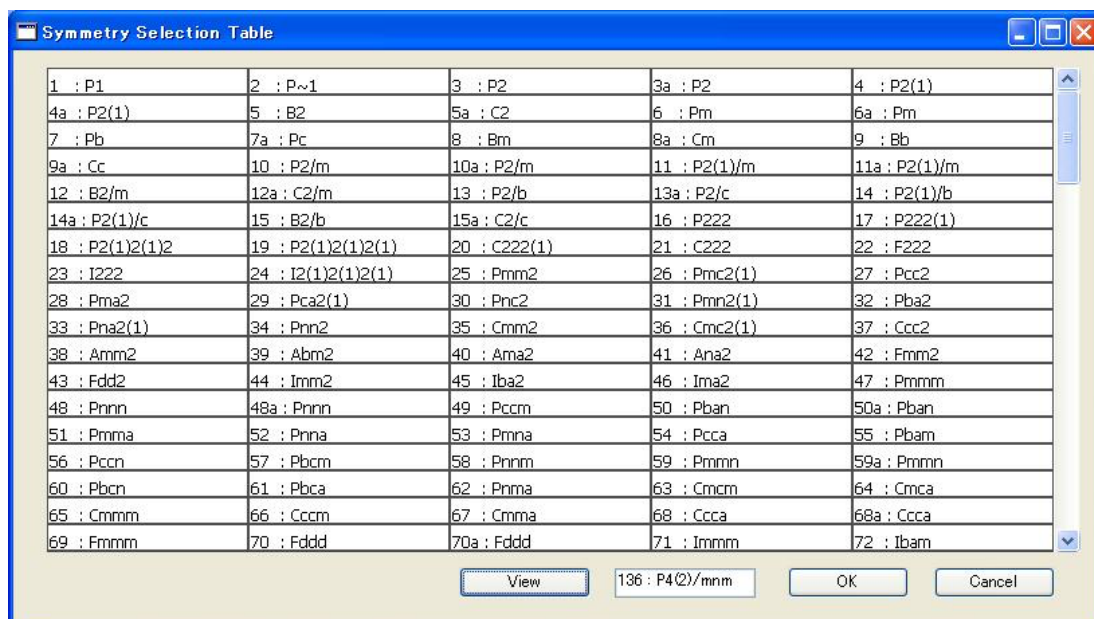 Symmetry Selection Table
1 : P1 2 : P~1 3 : P2 3a : P2 4 : P2(1)
4a : P2(1) 5 : B2 5a : C2 6 : Pm 6a : Pm
7 : Pb 7a : Pc 8 : Bm 8a : Cm 9 : Bb
9a : Cc 10 : P2/m 10a : P2/m 11 : P2(1)/m 11a : P2(1)/m
12 : B2/m 12a : C2/m 13 : P2/b 13a : P2/c 14 : P2(1)/b
14a : P2(1)/c 15 : B2/b 15a : C2/c 16 : P222 17 : P222(1)
18 : P2(1)2(1)2 19 : P2(1)2(1)2(1) 20 : C222(1) 21 : C222 22 : F222
23 : I222 24 : I2(1)2(1)2(1) 25 : Pmm2 26 : Pmc2(1) 27 : Pcc2
28 : Pma2 29 : Pca2(1) 30 : Pnc2 31 : Pmn2(1) 32 : Pba2
33 : Pna2(1) 34 : Pnn2 35 : Cmm2 36 : Cmc2(1) 37 : Ccc2
38 : Amm2 39 : Abm2 40 : Ama2 41 : Ana2 42 : Fmm2
43 : Fdd2 44 : Imm2 45 : Iba2 46 : Ima2 47 : Pmmm
48 : Pnnn 48a : Pnnn 49 : Pccm 50 : Pban 50a : Pban
51 : Pmma 52 : Pnna 53 : Pmna 54 : Pcca 55 : Pbam
56 : Pccn 57 : Pbcm 58 : Pnnm 59 : Pmmn 59a : Pmmn
60 : Pbcn 61 : Pbca 62 : Pnma 63 : Cmcm 64 : Cmca
65 : Cmmm 66 : Cccm 67 : Cmma 68 : Ccca 68a : Ccca
69 : Fmmm 70 : Fddd 70a : Fddd 71 : Immm 72 : Ibam
View 136 : P4(2)/mnm OK Cancel